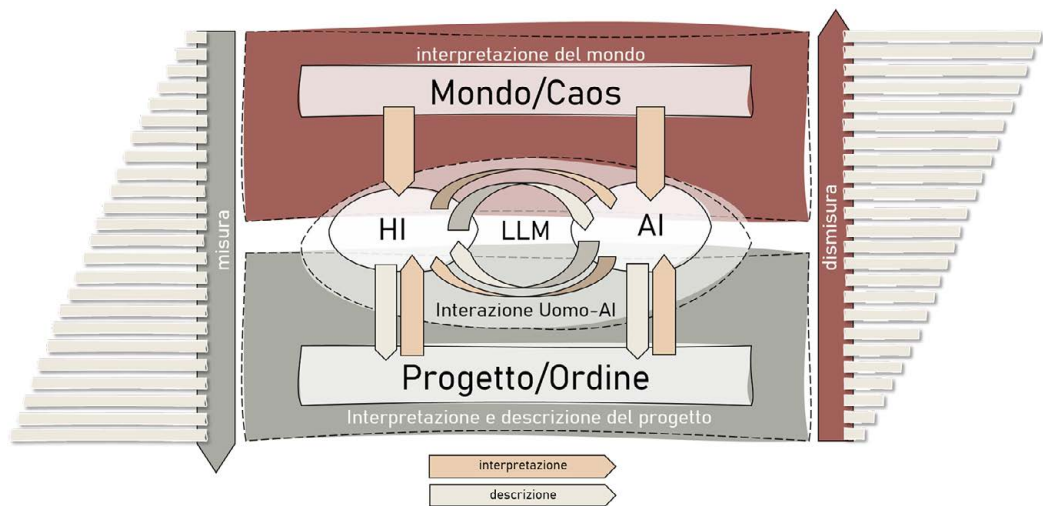 interpretazione del mondo
Mondo/Caos
misura
HI
LLM
AI
dismisura
Interazione Uomo-AI
Progetto/Ordine
Interpretazione e descrizione del progetto
interpretazione
descrizione